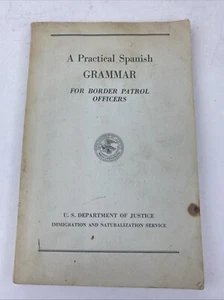 A Practical Spanish
GRAMMAR
FOR BORDER PATROL
OFFICERS
U. S. DEPARTMENT OF JUSTICE
IMMIGRATION AND NATURALIZATION SERVICE